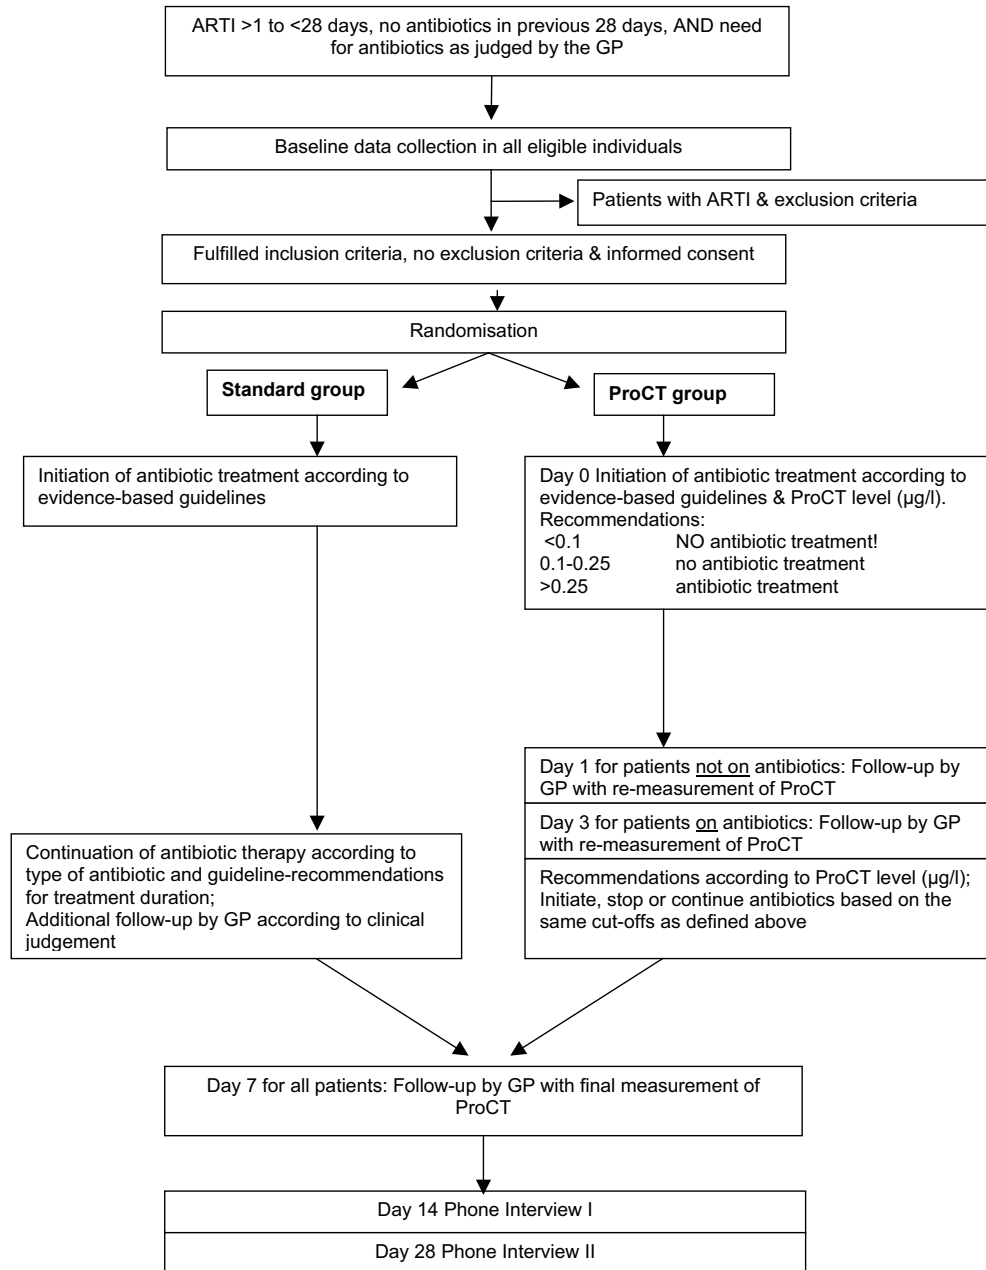 ARTI >1 to <28 days, no antibiotics in previous 28 days, AND need
for antibiotics as judged by the GP
Baseline data collection in all eligible individuals
Patients with ARTI & exclusion criteria
Fulfilled inclusion criteria, no exclusion criteria & informed consent
Randomisation
Standard group
ProCT group
Initiation of antibiotic treatment according to
evidence-based guidelines
Day 0 Initiation of antibiotic treatment according to
evidence-based guidelines & ProCT level (µg/l).
Recommendations:
<0.1 NO antibiotic treatment!
0.1-0.25 no antibiotic treatment
>0.25 antibiotic treatment
Day 1 for patients not on antibiotics: Follow-up by
GP with re-measurement of ProCT
Day 3 for patients on antibiotics: Follow-up by GP
with re-measurement of ProCT
Recommendations according to ProCT level (µg/l);
Initiate, stop or continue antibiotics based on the
same cut-offs as defined above
Continuation of antibiotic therapy according to
type of antibiotic and guideline-recommendations
for treatment duration;
Additional follow-up by GP according to clinical
judgement
Day 7 for all patients: Follow-up by GP with final measurement of
ProCT
Day 14 Phone Interview I
Day 28 Phone Interview II